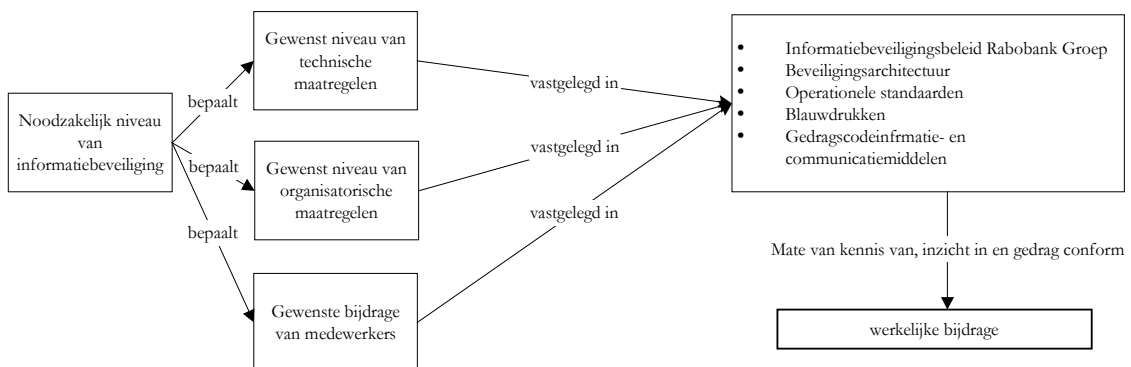 Noodzakelijk niveau
van
informatiebeveiliging
bepaalt
bepaalt
bepaalt
Gewenst niveau van
technische
maatregelen
Gewenst niveau van
organisatorische
maatregelen
Gewenste bijdrage
van medewerkers
vastgelegd in
vastgelegd in
vastgelegd in
• Informatiebeveiligingsbeleid Rabobank Groep
• Beveiligingsarchitectuur
• Operationele standaarden
• Blauwdrukken
• Gedragscodeinfrmatie- en
communicatiemiddelen
Mate van kennis van, inzicht in en gedrag conform
werkelijke bijdrage